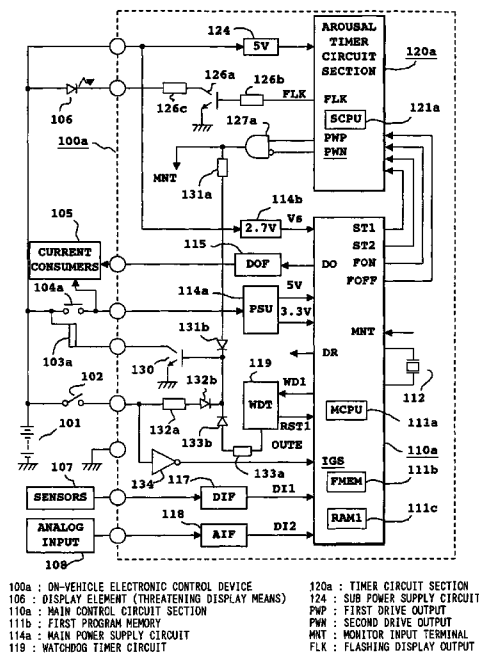 124
5V
AROUSAL
TIMER
CIRCUIT
SECTION
120a
126a
126b
FLK
FLK
106
126c
127a
SCPU
121a
100a
PWP
PWN
MNT
131a
114b
2.7V
Vs
ST1
ST2
FON
FOFF
105
CURRENT
CONSUMERS
115
DOF
DO
104a
114a
PSU
5V
3.3V
103a
131b
MNT
130
119
DR
102
132b
WDT
WD1
RST1
112
132a
133b
MCPU
111a
101
OUTE
133a
110a
134
IGS
107
117
FMEM
111b
SENSORS
DIF
DI1
118
RAM1
111c
ANALOG
INPUT
AIF
DI2
108
100a : ON-VEHICLE ELECTRONIC CONTROL DEVICE
106 : DISPLAY ELEMENT (THREATENING DISPLAY MEANS)
110a : MAIN CONTROL CIRCUIT SECTION
111b : FIRST PROGRAM MEMORY
114a : MAIN POWER SUPPLY CIRCUIT
119 : WATCHDOG TIMER CIRCUIT
120a : TIMER CIRCUIT SECTION
124 : SUB POWER SUPPLY CIRCUIT
PWP : FIRST DRIVE OUTPUT
PWN : SECOND DRIVE OUTPUT
MNT : MONITOR INPUT TERMINAL
FLK : FLASHING DISPLAY OUTPUT